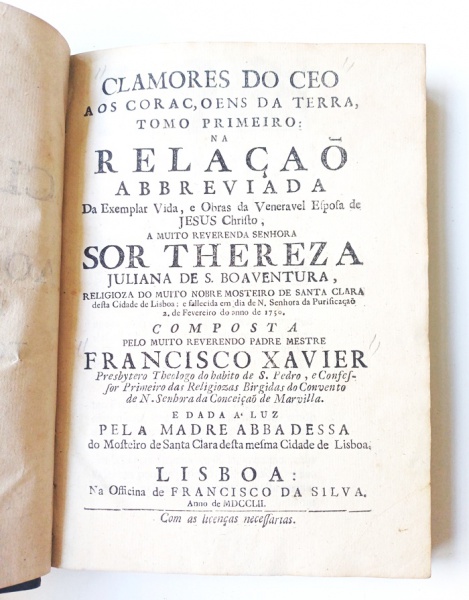 CLAMORES DO CEO
AOS CORAC,OENS DA TERRA,
TOMO PRIMEIRO:
NA
RELAÇAÕ
ABBREVIADA
Da Exemplar Vida, e Obras da Veneravel Eſpoſa de
JESUS Chriſto,
A MUITO REVERENDA SENHORA
SOR THEREZA
JULIANA DE S. BOAVENTURA,
RELIGIOZA DO MUITO NOBRE MOSTEIRO DE SANTA CLARA
deſta Cidade de Lisboa: e fallecida em dia de N. Senhora da Purificaçaõ
2. de Fevereiro do anno de 1750.
COMPOSTA
PELO MUITO REVERENDO PADRE MESTRE
FRANCISCO XAVIER
Presbytero Theologo do habito de S. Pedro, e Confeſ-
ſor Primeiro das Religiozas Birgidas do Convento
de N. Senhora da Conceiçaõ de Marvilla.
E DADA Aʼ LUZ
PELA MADRE ABBADESSA
do Moſteiro de Santa Clara deſta meſma Cidade de Lisboa.
LISBOA:
Na Officina de FRANCISCO DA SILVA.
Anno de MDCCLII.
Com as licenças neceſſarias.